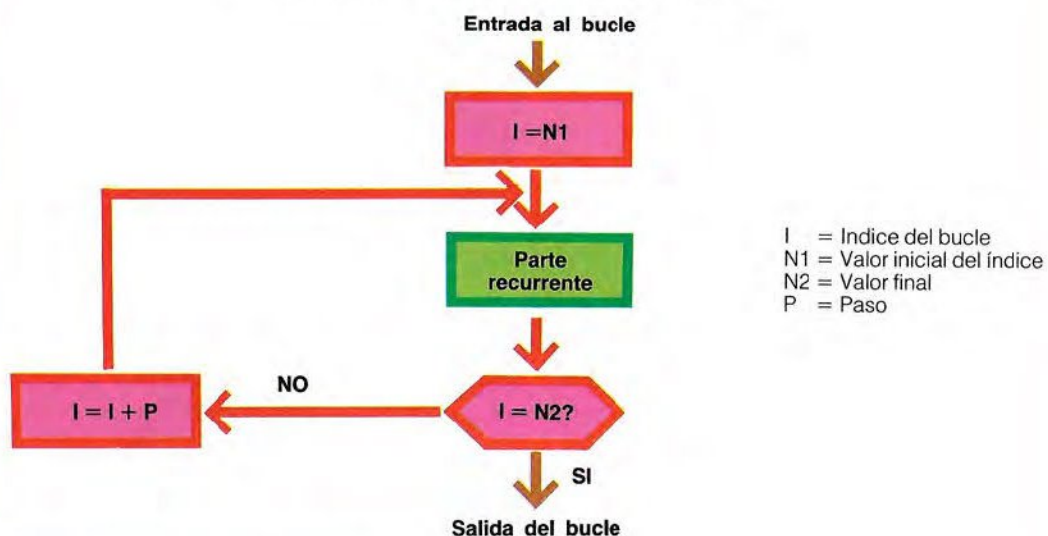 Entrada al bucle
I = N1
Parte
recurrente
I = Indice del bucle
N1 = Valor inicial del índice
N2 = Valor final
P = Paso
NO
I = I + P
I = N2?
SI
Salida del bucle